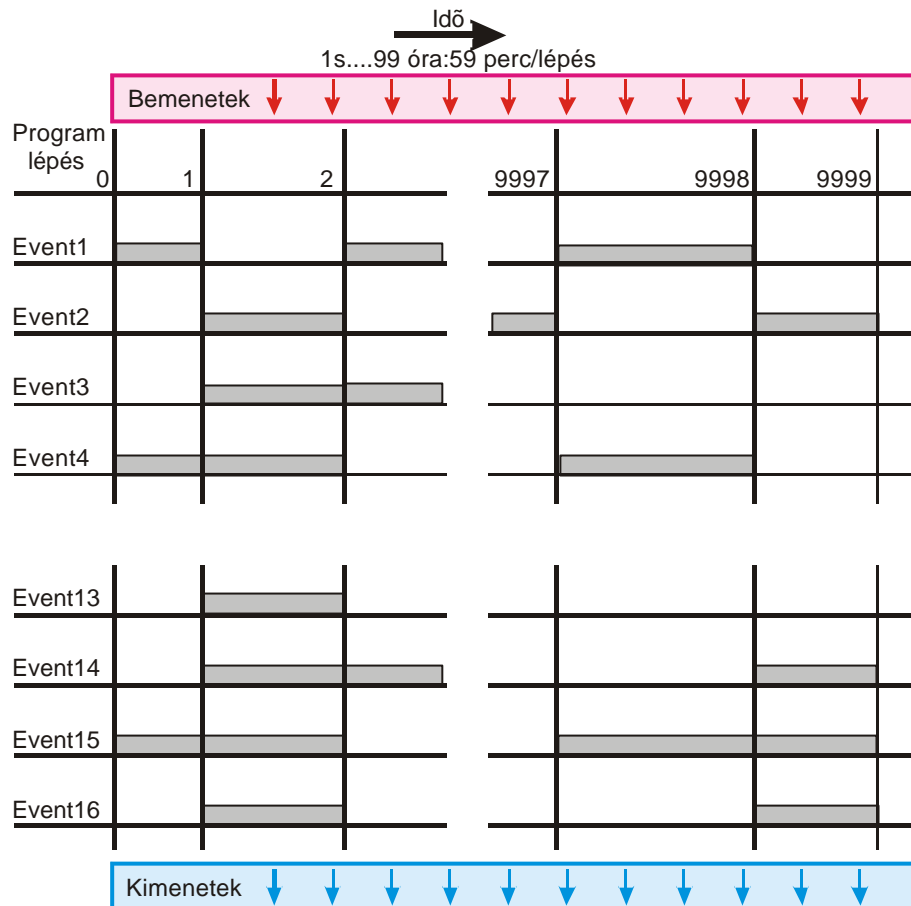 Idõ
1s....99 óra:59 perc/lépés
Bemenetek
Program
lépés
0 1 2 9997 9998 9999
Event1
Event2
Event3
Event4
Event13
Event14
Event15
Event16
Kimenetek